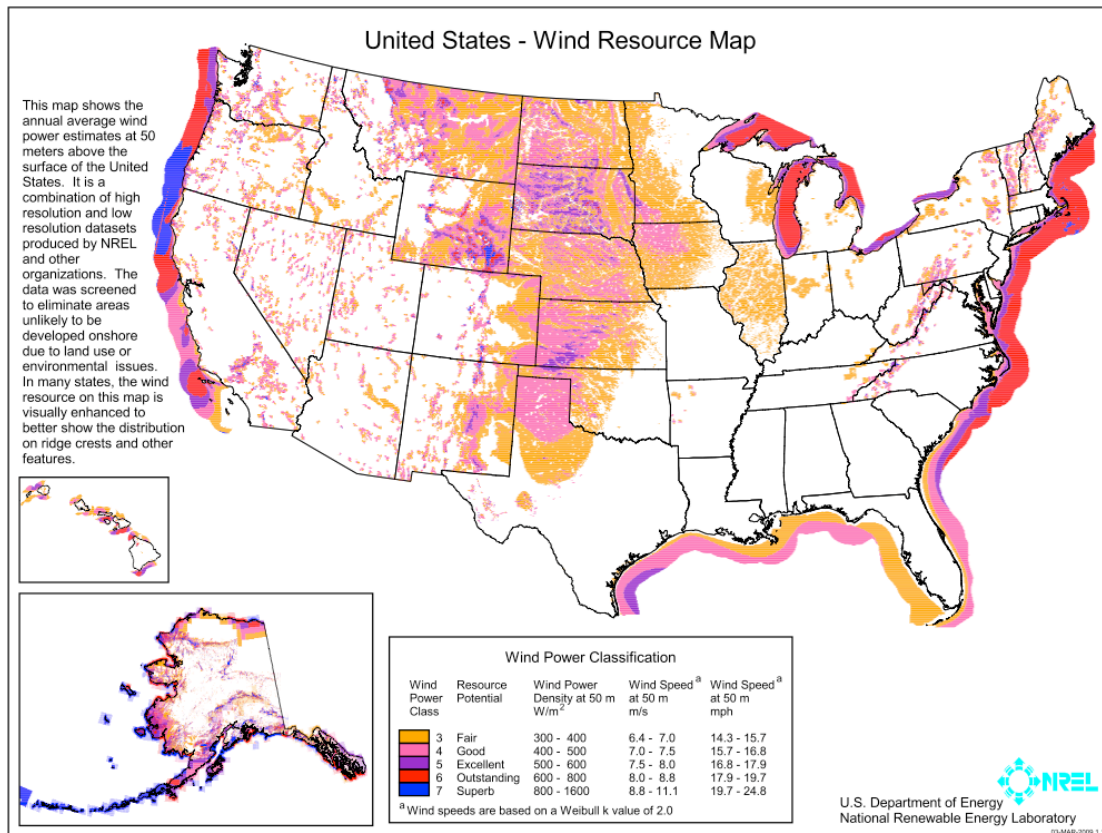 United States - Wind Resource Map
This map shows the
annual average wind
power estimates at 50
meters above the
surface of the United
States.  It is a
combination of high
resolution and low
resolution datasets
produced by NREL
and other
organizations.  The
data was screened
to eliminate areas
unlikely to be
developed onshore
due to land use or
environmental  issues.
In many states, the wind
resource on this map is
visually enhanced to
better show the distribution
on ridge crests and other
features.
Wind Power Classification
Wind Power Class  Resource Potential  Wind Power Density at 50 m W/m²  Wind Speed a at 50 m m/s  Wind Speed a at 50 m mph
3 Fair 300 - 400 6.4 - 7.0 14.3 - 15.7
4 Good 400 - 500 7.0 - 7.5 15.7 - 16.8
5 Excellent 500 - 600 7.5 - 8.0 16.8 - 17.9
6 Outstanding 600 - 800 8.0 - 8.8 17.9 - 19.7
7 Superb 800 - 1600 8.8 - 11.1 19.7 - 24.8
a Wind speeds are based on a Weibull k value of 2.0
NREL
U.S. Department of Energy
National Renewable Energy Laboratory